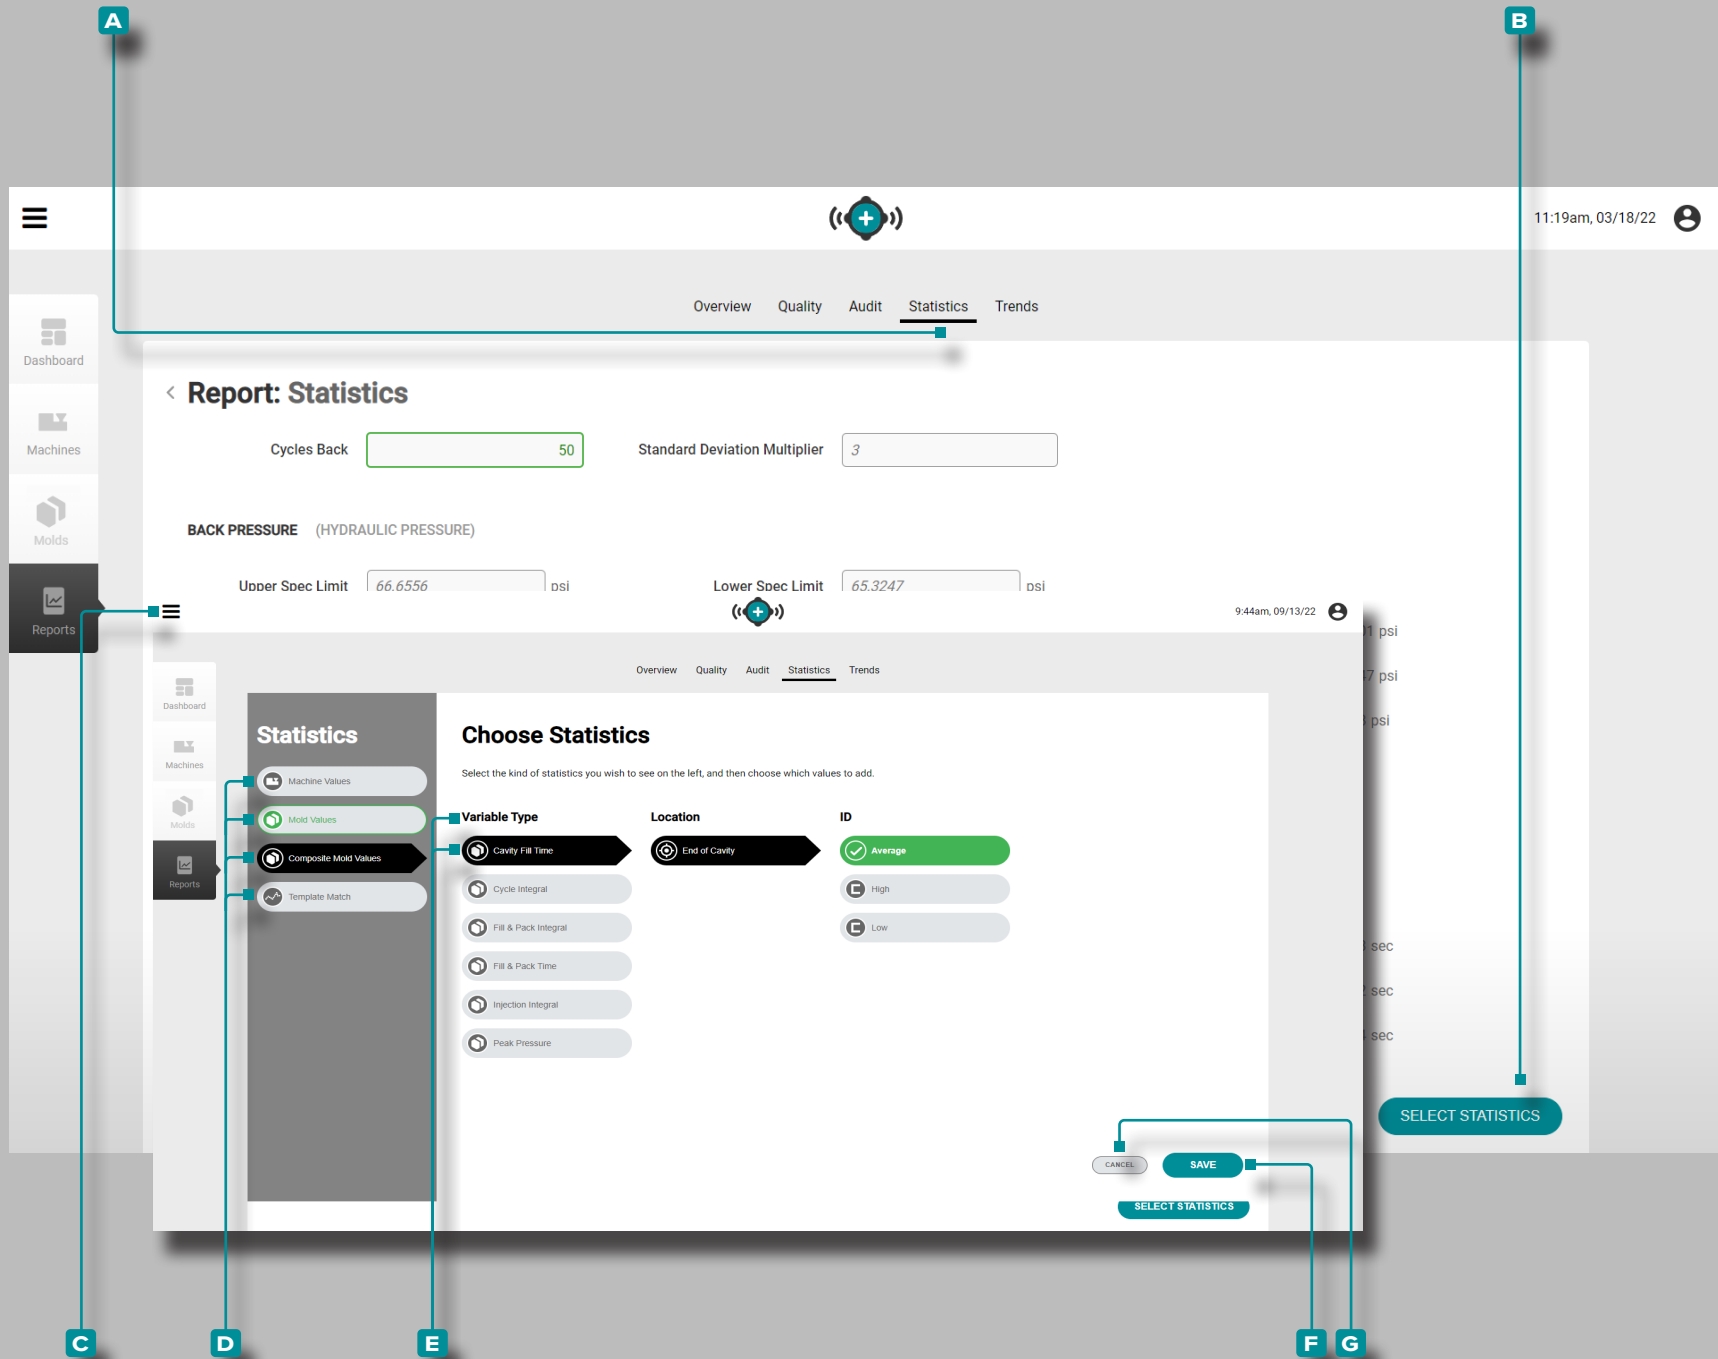 A
B
11:19am, 03/18/22
Overview Quality Audit Statistics Trends
Dashboard
Machines
Molds
Reports
Report: Statistics
Cycles Back 50 Standard Deviation Multiplier 3
BACK PRESSURE (HYDRAULIC PRESSURE)
Upper Spec Limit 66.6556 psi Lower Spec Limit 65.3247 psi
psi
psi
psi
sec
sec
sec
SELECT STATISTICS
9:44am, 09/13/22
Overview Quality Audit Statistics Trends
Dashboard
Machines
Molds
Reports
Statistics
Machine Values
Mold Values
Composite Mold Values
Template Match
Choose Statistics
Select the kind of statistics you wish to see on the left, and then choose which values to add.
Variable Type Location ID
Cavity Fill Time End of Cavity Average
Cycle Integral High
Fill & Pack Integral Low
Fill & Pack Time
Injection Integral
Peak Pressure
CANCEL SAVE
SELECT STATISTICS
C D E F G